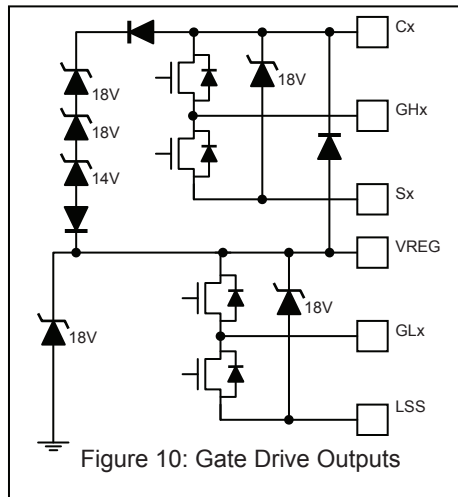 Cx
18V
18V
18V
GHx
14V
Sx
VREG
18V
18V
GLx
LSS
Figure 10: Gate Drive Outputs